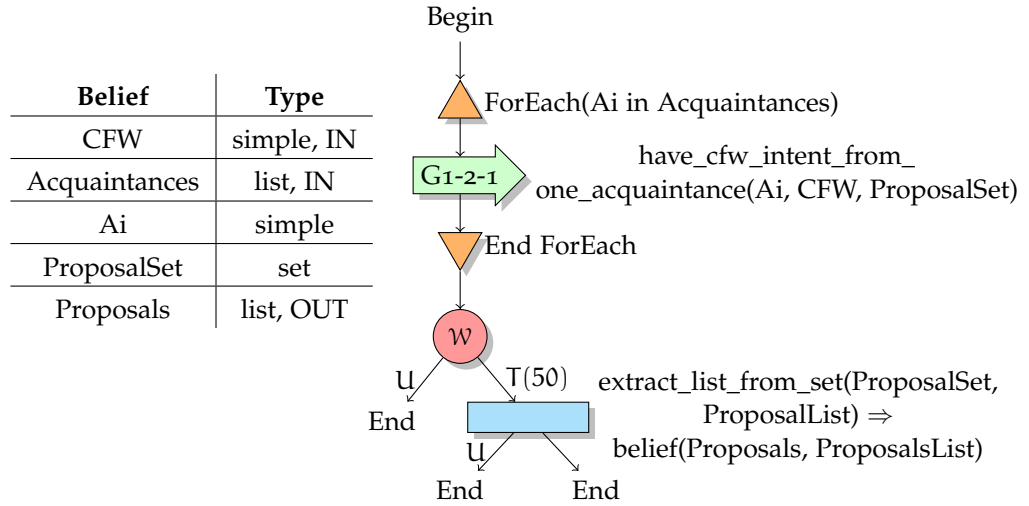 Begin
Belief Type
CFW simple, IN
Acquaintances list, IN
Ai simple
ProposalSet set
Proposals list, OUT
ForEach(Ai in Acquaintances)
G1-2-1
have_cfw_intent_from_
one_acquaintance(Ai, CFW, ProposalSet)
End ForEach
W
U
T(50)
End
extract_list_from_set(ProposalSet,
ProposalList) ⇒
belief(Proposals, ProposalsList)
U
End
End